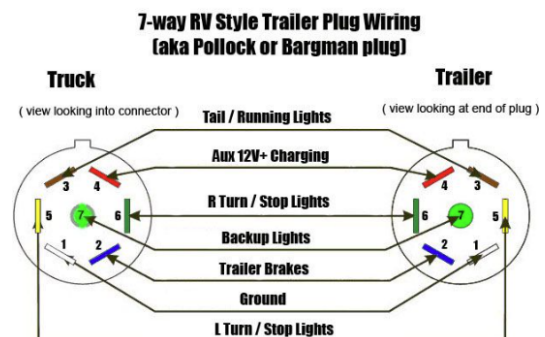 7-way RV Style Trailer Plug Wiring
(aka Pollock or Bargman plug)
Truck
Trailer
( view looking into connector )
( view looking at end of plug )
Tail / Running Lights
Aux 12V+ Charging
R Turn / Stop Lights
Backup Lights
Trailer Brakes
Ground
L Turn / Stop Lights
3 4
5 7 6
1 2
4 3
6 7 5
2 1